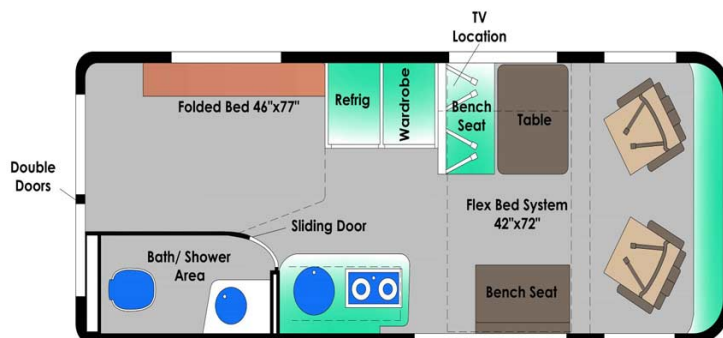 TV
Location
Folded Bed 46"x77"
Refrig
Wardrobe
Bench
Seat
Table
Double
Doors
Flex Bed System
42"x72"
Sliding Door
Bath/ Shower
Area
Bench Seat